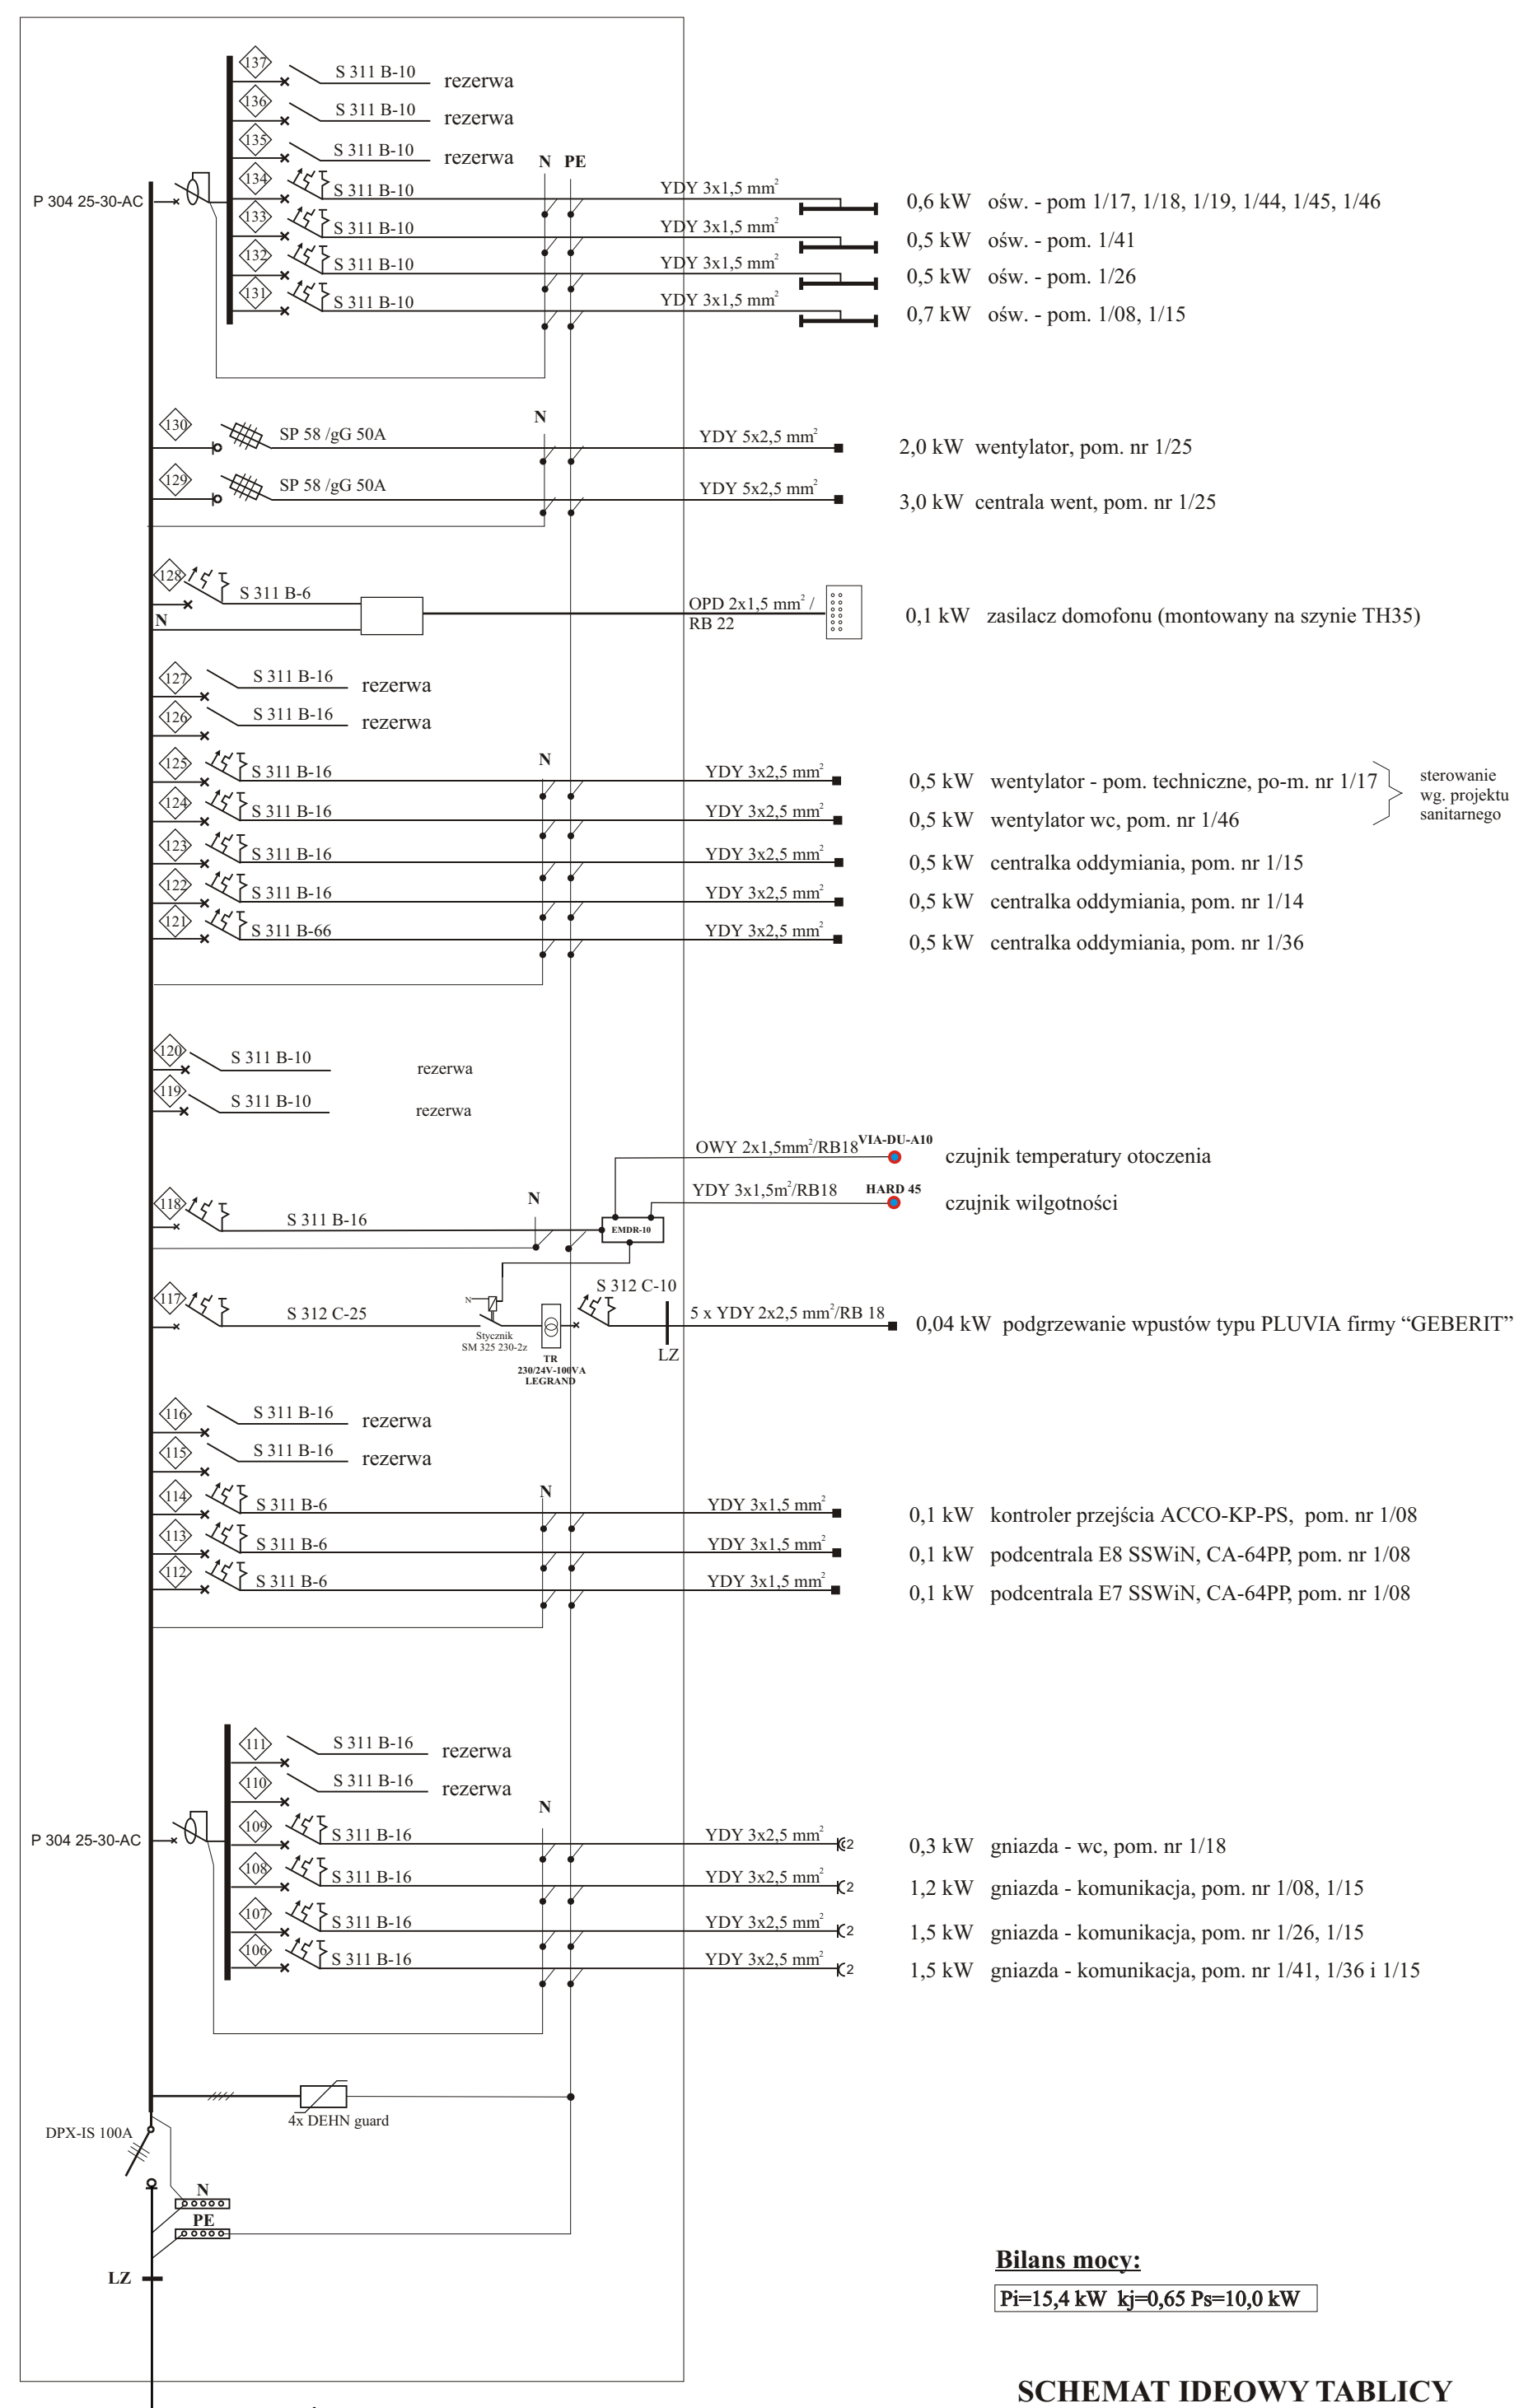 137 S 311 B-10 rezerwa
136 S 311 B-10 rezerwa
135 S 311 B-10 rezerwa
N PE
P 304 25-30-AC
134 S 311 B-10 YDY 3x1,5 mm² 0,6 kW ośw. - pom 1/17, 1/18, 1/19, 1/44, 1/45, 1/46
133 S 311 B-10 YDY 3x1,5 mm² 0,5 kW ośw. - pom. 1/41
132 S 311 B-10 YDY 3x1,5 mm² 0,5 kW ośw. - pom. 1/26
131 S 311 B-10 YDY 3x1,5 mm² 0,7 kW ośw. - pom. 1/08, 1/15
N
130 SP 58 /gG 50A YDY 5x2,5 mm² 2,0 kW wentylator, pom. nr 1/25
129 SP 58 /gG 50A YDY 5x2,5 mm² 3,0 kW centrala went, pom. nr 1/25
128 S 311 B-6 OPD 2x1,5 mm² / 0,1 kW zasilacz domofonu (montowany na szynie TH35)
N RB 22
127 S 311 B-16 rezerwa
126 S 311 B-16 rezerwa
N
125 S 311 B-16 YDY 3x2,5 mm² 0,5 kW wentylator - pom. techniczne, po-m. nr 1/17
124 S 311 B-16 YDY 3x2,5 mm² 0,5 kW wentylator wc, pom. nr 1/46
sterowanie
wg. projektu
sanitarnego
123 S 311 B-16 YDY 3x2,5 mm² 0,5 kW centralka oddymiania, pom. nr 1/15
122 S 311 B-16 YDY 3x2,5 mm² 0,5 kW centralka oddymiania, pom. nr 1/14
121 S 311 B-66 YDY 3x2,5 mm² 0,5 kW centralka oddymiania, pom. nr 1/36
120 S 311 B-10 rezerwa
119 S 311 B-10 rezerwa
OWY 2x1,5mm²/RB18 VIA-DU-A10 czujnik temperatury otoczenia
YDY 3x1,5m²/RB18 HARD 45 czujnik wilgotności
N
118 S 311 B-16 EMDR-10
117 S 312 C-25 N S 312 C-10 5 x YDY 2x2,5 mm²/RB 18 0,04 kW podgrzewanie wpustów typu PLUVIA firmy “GEBERIT”
Stycznik
SM 325 230-2z
TR
230/24V-100VA
LEGRAND
LZ
116 S 311 B-16 rezerwa
115 S 311 B-16 rezerwa
N
114 S 311 B-6 YDY 3x1,5 mm² 0,1 kW kontroler przejścia ACCO-KP-PS, pom. nr 1/08
113 S 311 B-6 YDY 3x1,5 mm² 0,1 kW podcentrala E8 SSWiN, CA-64PP, pom. nr 1/08
112 S 311 B-6 YDY 3x1,5 mm² 0,1 kW podcentrala E7 SSWiN, CA-64PP, pom. nr 1/08
111 S 311 B-16 rezerwa
110 S 311 B-16 rezerwa
N
P 304 25-30-AC
109 S 311 B-16 YDY 3x2,5 mm² 2 0,3 kW gniazda - wc, pom. nr 1/18
108 S 311 B-16 YDY 3x2,5 mm² 2 1,2 kW gniazda - komunikacja, pom. nr 1/08, 1/15
107 S 311 B-16 YDY 3x2,5 mm² 2 1,5 kW gniazda - komunikacja, pom. nr 1/26, 1/15
106 S 311 B-16 YDY 3x2,5 mm² 2 1,5 kW gniazda - komunikacja, pom. nr 1/41, 1/36 i 1/15
4x DEHN guard
DPX-IS 100A
N
PE
LZ
Bilans mocy:
Pi=15,4 kW kj=0,65 Ps=10,0 kW
SCHEMAT IDEOWY TABLICY